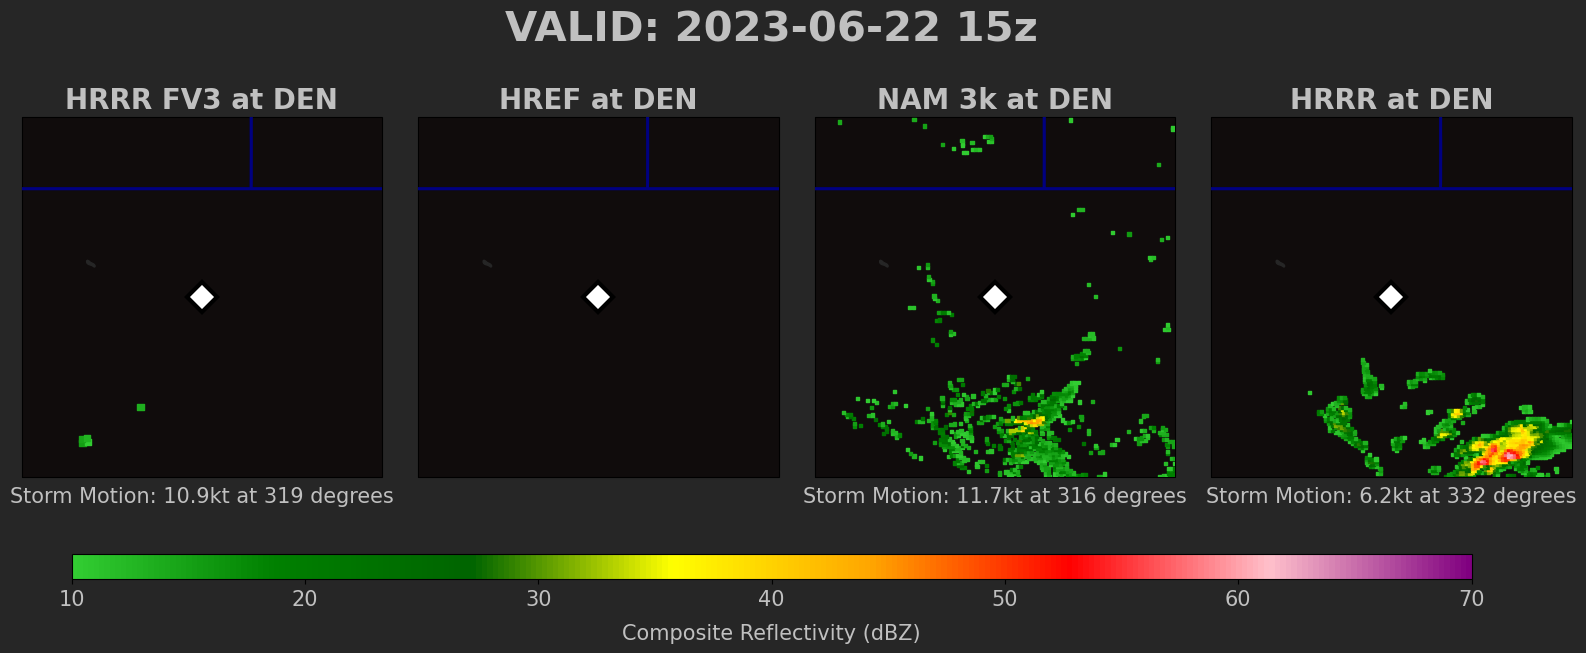 VALID: 2023-06-22 15z
HRRR FV3 at DEN
HREF at DEN
NAM 3k at DEN
HRRR at DEN
Storm Motion: 10.9kt at 319 degrees
Storm Motion: 11.7kt at 316 degrees
Storm Motion: 6.2kt at 332 degrees
10 20 30 40 50 60 70
Composite Reflectivity (dBZ)